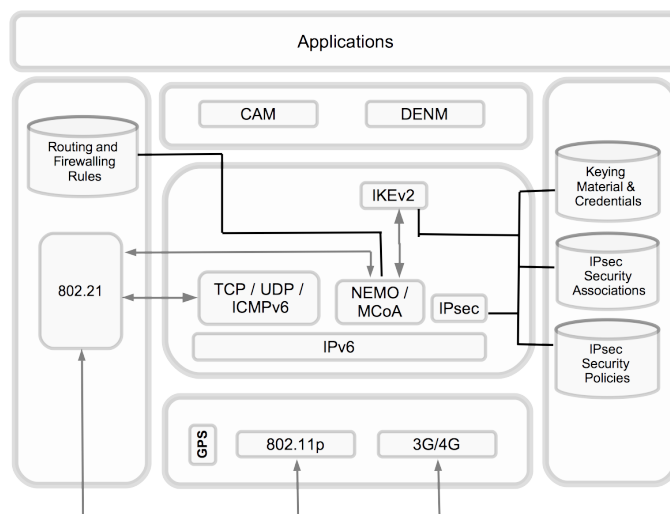 Applications
CAM
DENM
Routing and
Firewalling
Rules
Keying
Material &
Credentials
IKEv2
802.21
TCP / UDP /
ICMPv6
NEMO /
MCoA
IPsec
IPsec
Security
Associations
IPv6
IPsec
Security
Policies
GPS
802.11p
3G/4G